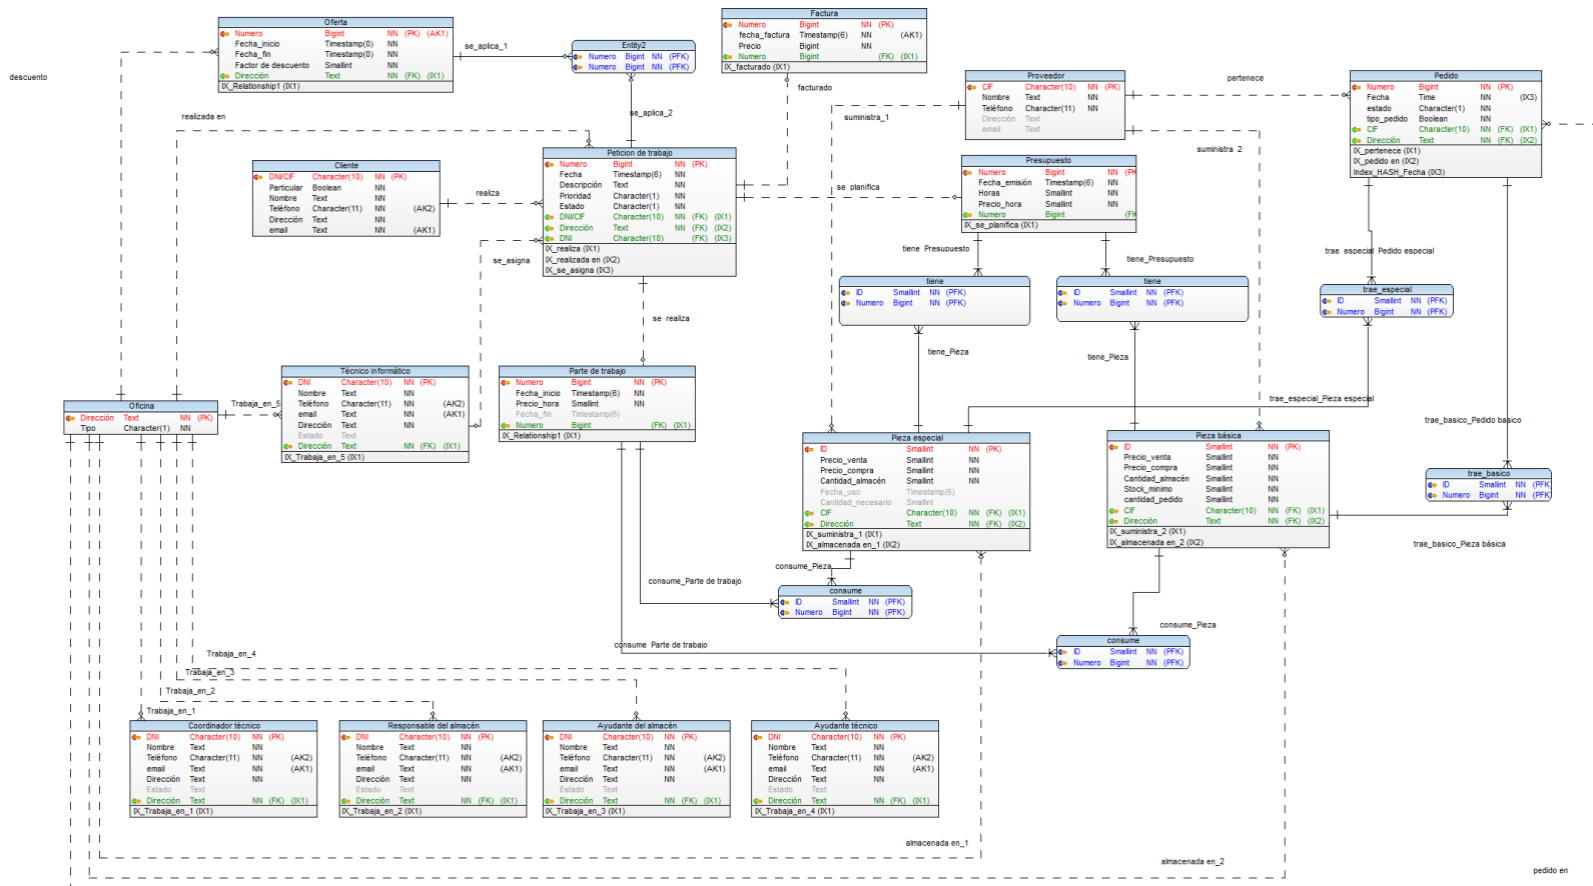 Oferta
Numero Bigint NN (PK) (AK1)
Fecha_inicio Timestamp(0) NN
Fecha_fin Timestamp(0) NN
Factor de descuento Smallint NN
Dirección Text NN (FK) (IX1)
IX_Relationship1 (IX1)
se_aplica_1
Entity2
Numero Bigint NN (PFK)
Numero Bigint NN (PFK)
se_aplica_2
Factura
Numero Bigint NN (PK)
fecha_factura Timestamp(6) NN (AK1)
Precio Bigint NN
Numero Bigint (FK) (IX1)
IX_facturado (IX1)
facturado
descuento
realizada en
suministra_1
Proveedor
CIF Character(10) NN (PK)
Nombre Text NN
Teléfono Character(11) NN
Dirección Text
email Text
pertenece
suministra 2
Pedido
Numero Bigint NN (PK)
Fecha Time NN (IX3)
estado Character(1) NN
tipo_pedido Boolean NN
CIF Character(10) NN (FK) (IX1)
Dirección Text NN (FK) (IX2)
IX_pertenece (IX1)
IX_pedido en (IX2)
Index_HASH_Fecha (IX3)
Cliente
DNI/CIF Character(10) NN (PK)
Particular Boolean NN
Nombre Text NN
Teléfono Character(11) NN (AK2)
Dirección Text NN
email Text NN (AK1)
realiza
se_asigna
Peticion de trabajo
Numero Bigint NN (PK)
Fecha Timestamp(6) NN
Descripción Text NN
Prioridad Character(1) NN
Estado Character(1) NN
DNI/CIF Character(10) NN (FK) (IX1)
Dirección Text NN (FK) (IX2)
DNI Character(10) (FK) (IX3)
IX_realiza (IX1)
IX_realizada en (IX2)
IX_se_asigna (IX3)
se planifica
Presupuesto
Numero Bigint NN (PK
Fecha_emisión Timestamp(6) NN
Horas Smallint NN
Precio_hora Smallint NN
Numero Bigint (FK
IX_se_planifica (IX1)
tiene Presupuesto
tiene_Presupuesto
trae especial Pedido especial
tiene
ID Smallint NN (PFK)
Numero Bigint NN (PFK)
tiene
ID Smallint NN (PFK)
Numero Bigint NN (PFK)
trae_especial
ID Smallint NN (PFK)
Numero Bigint NN (PFK)
se realiza
tiene_Pieza
tiene_Pieza
trae_especial_Pieza especial
trae_basico_Pedido basico
Oficina
Dirección Text NN (PK)
Tipo Character(1) NN
Trabaja_en_5
Técnico informático
DNI Character(10) NN (PK)
Nombre Text NN
Teléfono Character(11) NN (AK2)
email Text NN (AK1)
Dirección Text NN
Estado Text
Dirección Text NN (FK) (IX1)
IX_Trabaja_en_5 (IX1)
Parte de trabajo
Numero Bigint NN (PK)
Fecha_inicio Timestamp(6) NN
Precio_hora Smallint NN
Fecha_fin Timestamp(6)
Numero Bigint (FK) (IX1)
IX_Relationship1 (IX1)
Pieza especial
ID Smallint NN (PK)
Precio_venta Smallint NN
Precio_compra Smallint NN
Cantidad_almacén Smallint NN
Fecha_uso Timestamp(6)
Cantidad_necesario Smallint
CIF Character(10) NN (FK) (IX1)
Dirección Text NN (FK) (IX2)
IX_suministra_1 (IX1)
IX_almacenada en_1 (IX2)
Pieza básica
ID Smallint NN (PK)
Precio_venta Smallint NN
Precio_compra Smallint NN
Cantidad_almacén Smallint NN
Stock_minimo Smallint NN
cantidad_pedido Smallint NN
CIF Character(10) NN (FK) (IX1)
Dirección Text NN (FK) (IX2)
IX_suministra_2 (IX1)
IX_almacenada en_2 (IX2)
trae_basico
ID Smallint NN (PFK
Numero Bigint NN (PFK
trae_basico_Pieza básica
consume_Pieza
consume_Parte de trabajo
consume
ID Smallint NN (PFK)
Numero Bigint NN (PFK)
consume_Pieza
consume Parte de trabajo
consume
ID Smallint NN (PFK)
Numero Bigint NN (PFK)
Trabaja_en_4
Trabaja_en_3
Trabaja_en_2
Trabaja_en_1
Coordinador técnico
DNI Character(10) NN (PK)
Nombre Text NN
Teléfono Character(11) NN (AK2)
email Text NN (AK1)
Dirección Text NN
Estado Text
Dirección Text NN (FK) (IX1)
IX_Trabaja_en_1 (IX1)
Responsable del almacén
DNI Character(10) NN (PK)
Nombre Text NN
Teléfono Character(11) NN (AK2)
email Text NN (AK1)
Dirección Text NN
Estado Text
Dirección Text NN (FK) (IX1)
IX_Trabaja_en_2 (IX1)
Ayudante del almacén
DNI Character(10) NN (PK)
Nombre Text NN
Teléfono Character(11) NN (AK2)
email Text NN (AK1)
Dirección Text NN
Estado Text
Dirección Text NN (FK) (IX1)
IX_Trabaja_en_3 (IX1)
Ayudante técnico
DNI Character(10) NN (PK)
Nombre Text NN
Teléfono Character(11) NN (AK2)
email Text NN (AK1)
Dirección Text NN
Estado Text
Dirección Text NN (FK) (IX1)
IX_Trabaja_en_4 (IX1)
almacenada en_1
almacenada en_2
pedido en